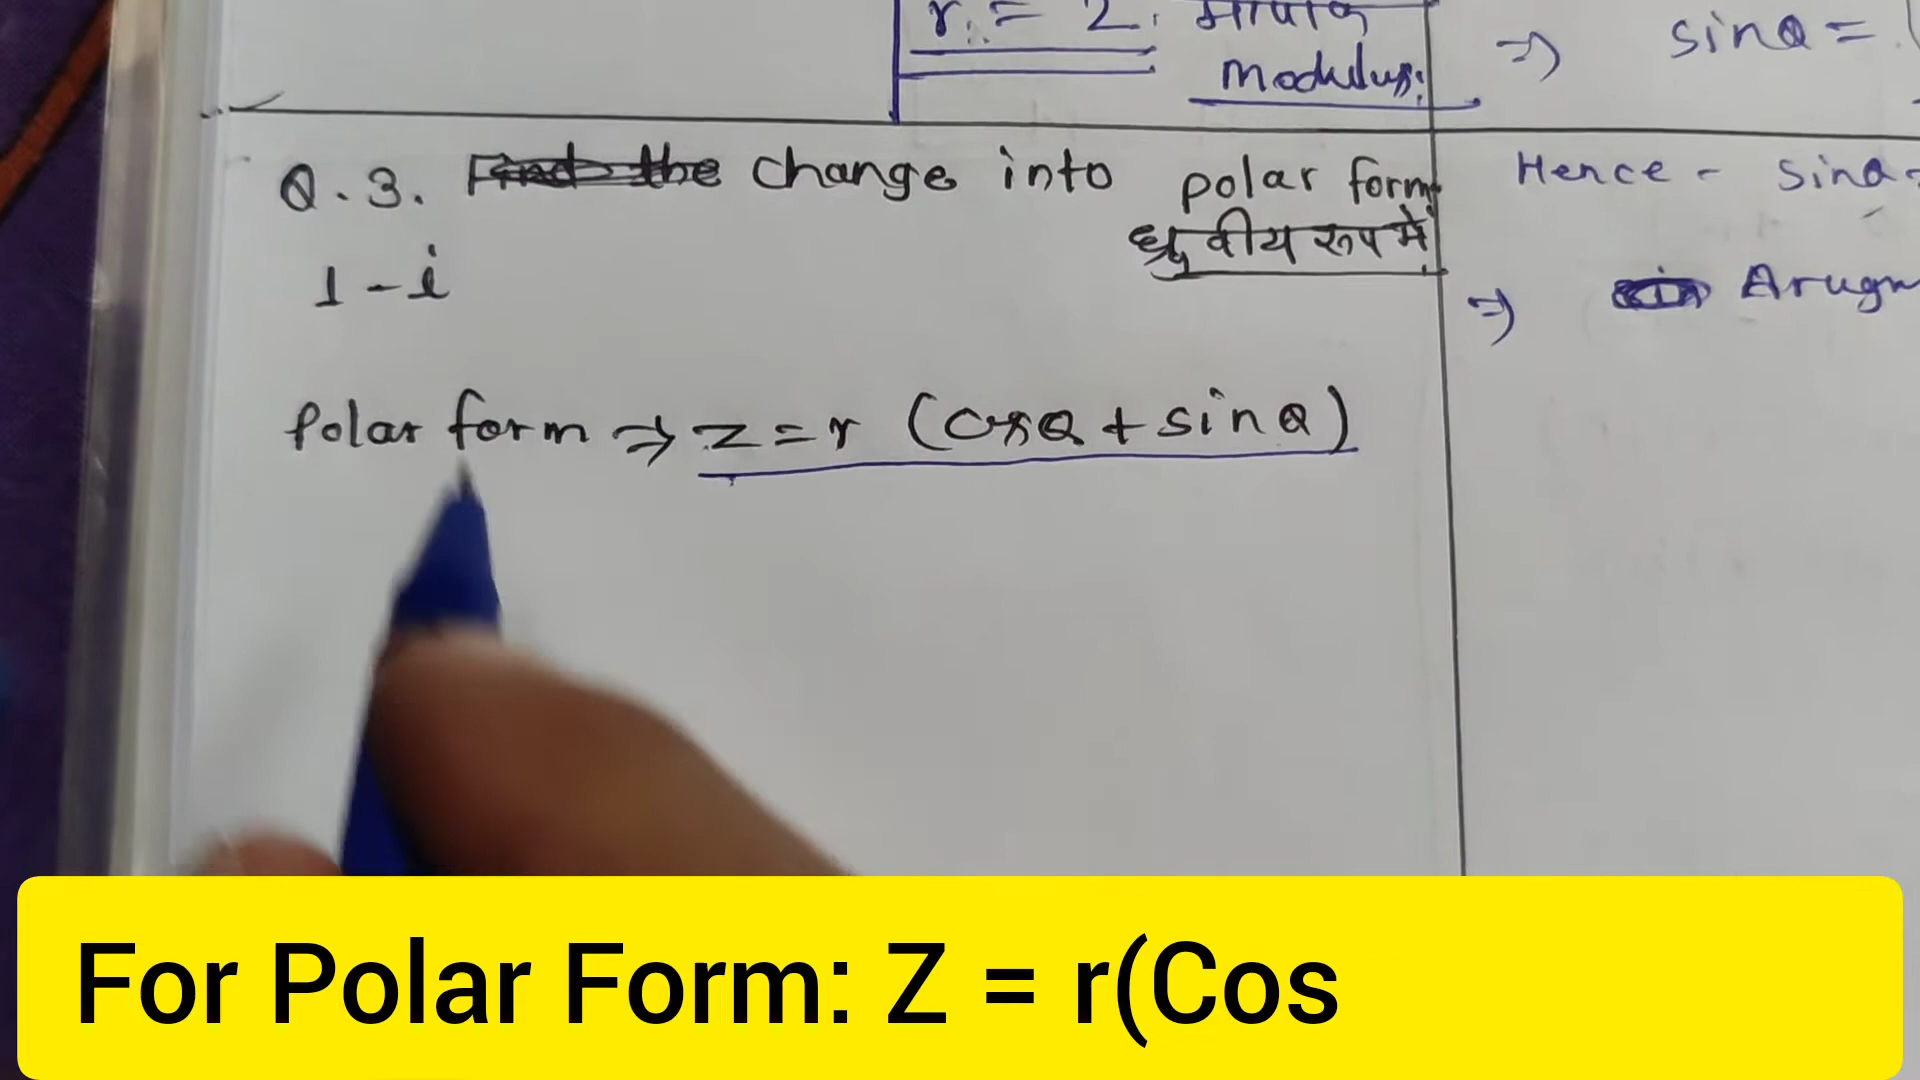 r = 2. मापांक
modulus.
⇒ sinθ =
Q.3. Find the change into polar form
ध्रुवीय रूप में
1 - i
Polar form ⇒ z = r (cosθ + sinθ)
Hence - sinθ
⇒ Arugm
For Polar Form: Z = r(Cos